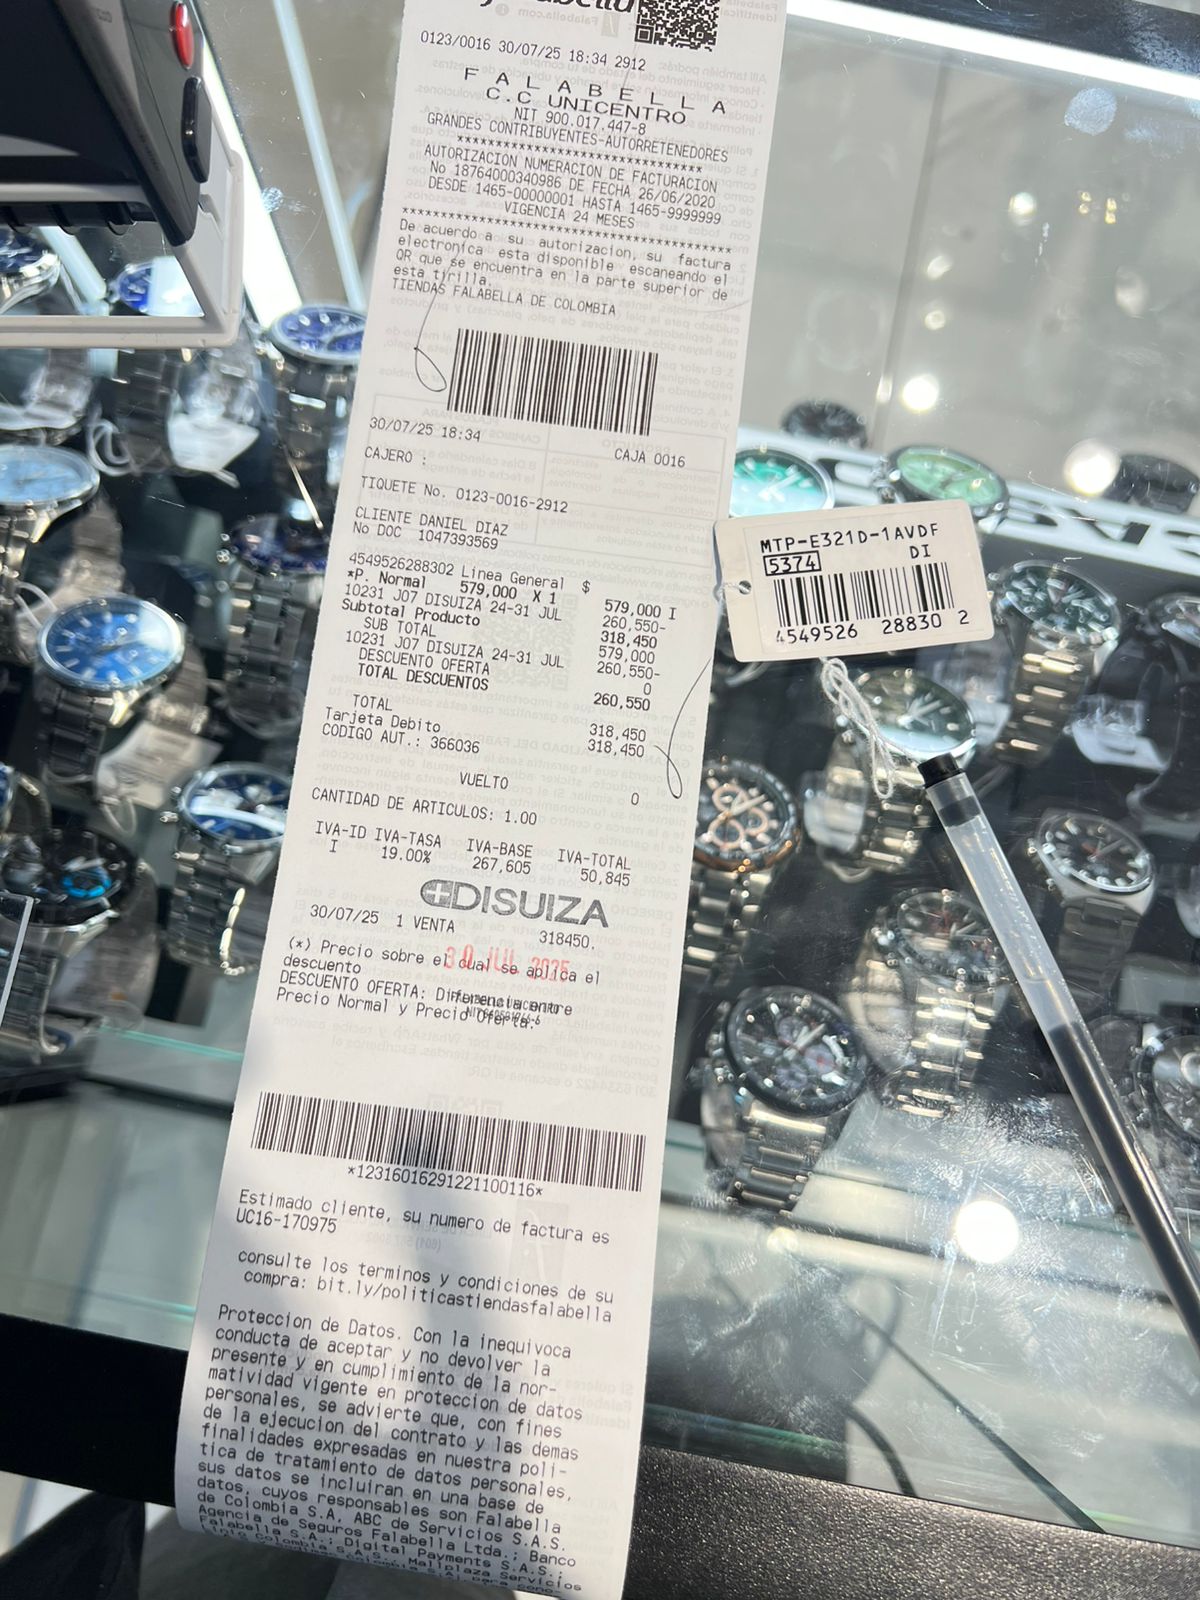 0123/0016 30/07/25 18:34 2912
F A L A B E L L A
C.C UNICENTRO
NIT 900.017.447-8
GRANDES CONTRIBUYENTES-AUTORRETENEDORES
************************************
AUTORIZACION NUMERACION DE FACTURACION
No 18764000340986 DE FECHA 26/06/2020
DESDE 1465-00000001 HASTA 1465-9999999
VIGENCIA 24 MESES
************************************
De acuerdo a su autorizacion, su factura
electronica esta disponible escaneando el
QR que se encuentra en la parte superior de
esta tirilla.
TIENDAS FALABELLA DE COLOMBIA
30/07/25 18:34 CAJA 0016
CAJERO :
TIQUETE No. 0123-0016-2912
CLIENTE DANIEL DIAZ
No DOC 1047393569
4549526288302 Linea General $ 579,000 I
*P. Normal 579,000 X 1
10231 J07 DISUIZA 24-31 JUL 260,550-
Subtotal Producto 318,450
SUB TOTAL 579,000
10231 J07 DISUIZA 24-31 JUL 260,550-
DESCUENTO OFERTA 0
TOTAL DESCUENTOS 260,550
TOTAL 318,450
Tarjeta Debito 318,450
CODIGO AUT.: 366036
VUELTO 0
CANTIDAD DE ARTICULOS: 1.00
IVA-ID IVA-TASA IVA-BASE IVA-TOTAL
I 19.00% 267,605 50,845
DISUIZA
30/07/25 1 VENTA 318450.
30 JUL 2025
(*) Precio sobre el cual se aplica el
descuento
DESCUENTO OFERTA: Diferencia entre
Precio Normal y Precio Oferta.
*12316016291221100116*
Estimado cliente, su numero de factura es
UC16-170975
consulte los terminos y condiciones de su
compra: bit.ly/politicastiendasfalabella
Proteccion de Datos. Con la inequivoca
conducta de aceptar y no devolver la
presente y en cumplimiento de la nor-
matividad vigente en proteccion de datos
personales, se advierte que, con fines
de la ejecucion del contrato y las demas
finalidades expresadas en nuestra poli-
tica de tratamiento de datos personales,
sus datos se incluiran en una base de
datos, cuyos responsables son Falabella
de Colombia S.A, ABC de Servicios S.A.S.
Agencia de Seguros Falabella Ltda.; Banco
Falabella S.A.; Digital Payments S.A.S.;
Linio Colombia S.A.S., Mallplaza Servicios
MTP-E321D-1AVDF
5374 DI
4549526 28830 2